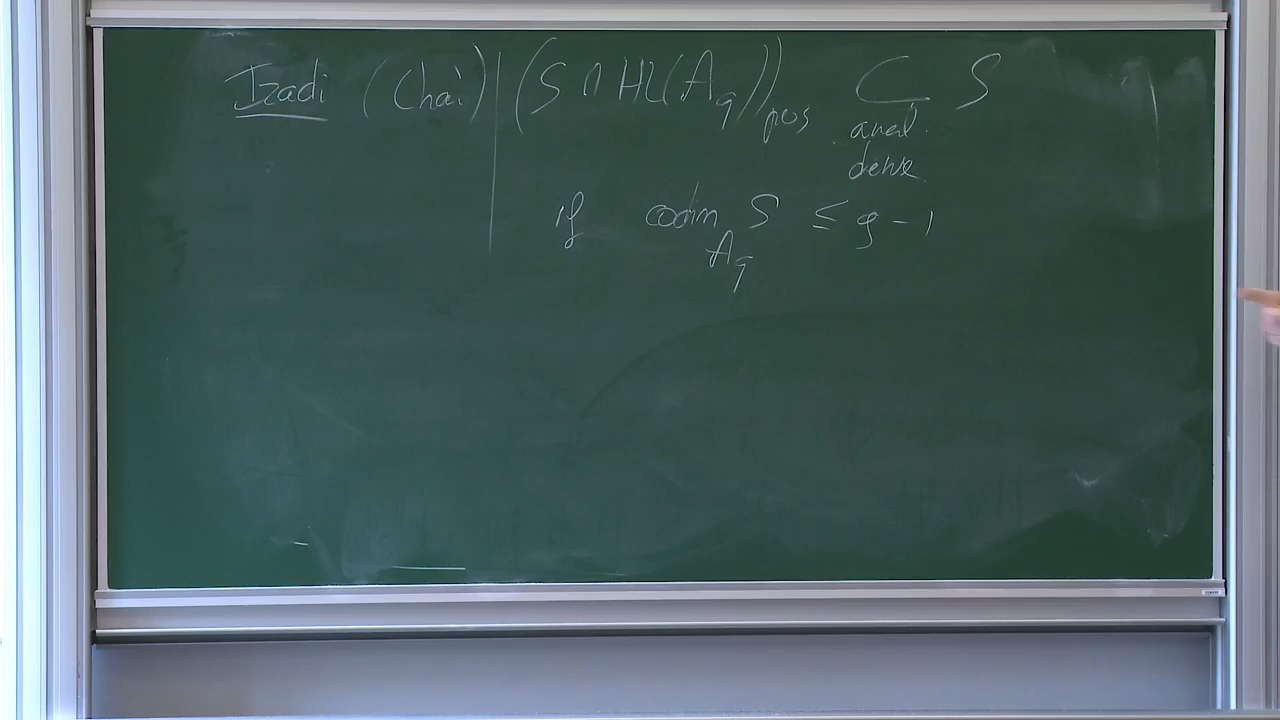 Izadi (Chai) | (S ∩ HL(A_g))_pos ⊂ S
anal.
dense
if codim S ≤ g - 1
A_g